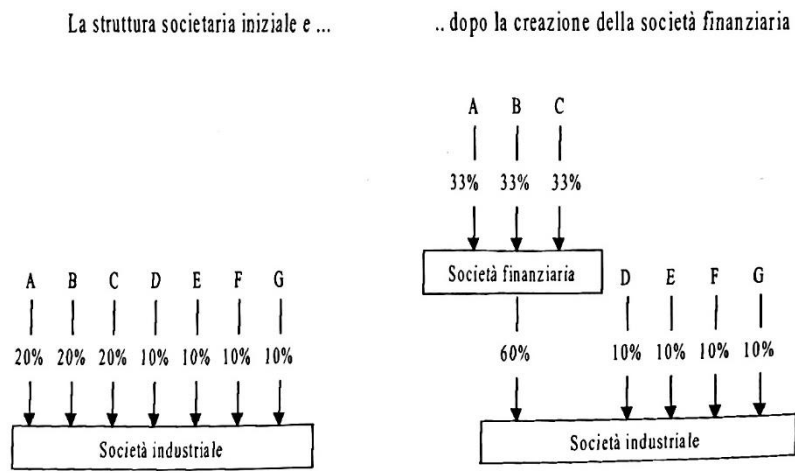 La struttura societaria iniziale e ...
.. dopo la creazione della società finanziaria
A B C
33% 33% 33%
Società finanziaria
D E F G
60% 10% 10% 10% 10%
Società industriale
A B C D E F G
20% 20% 20% 10% 10% 10% 10%
Società industriale